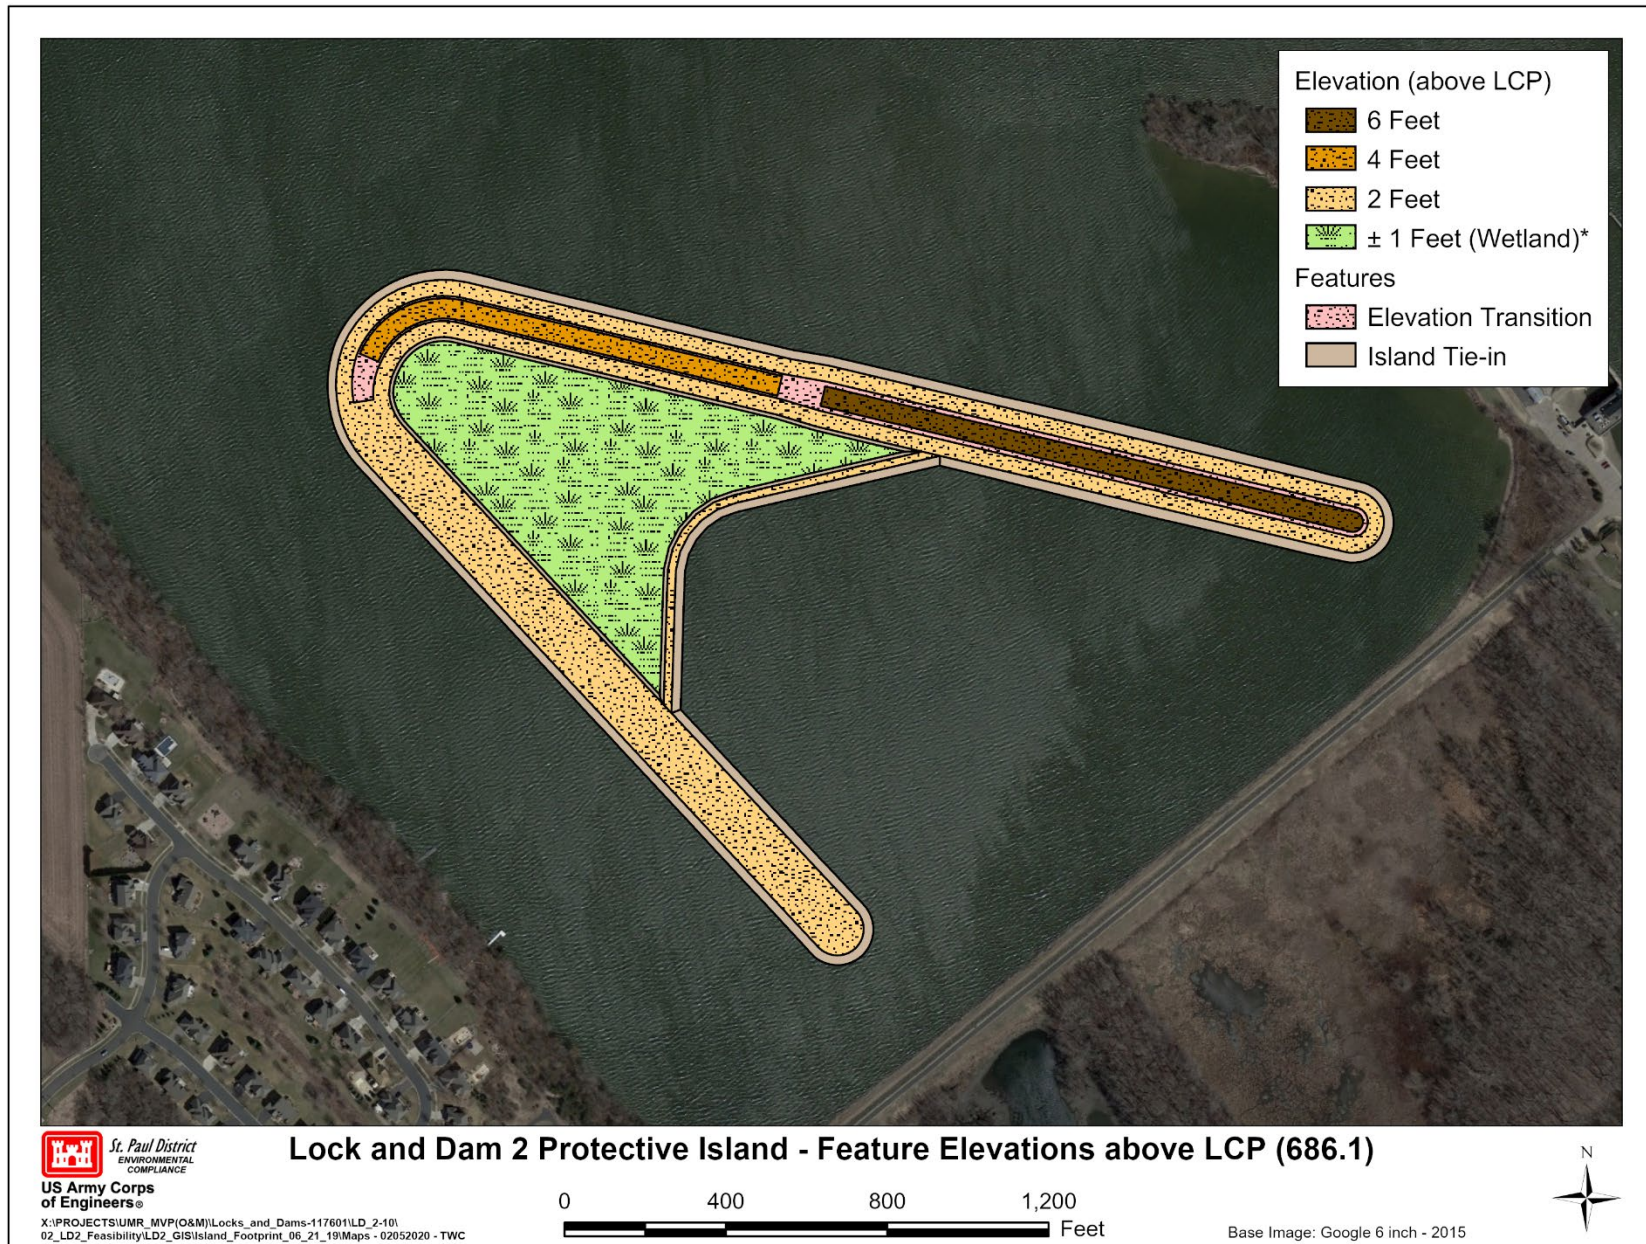 Elevation (above LCP)
6 Feet
4 Feet
2 Feet
± 1 Feet (Wetland)*
Features
Elevation Transition
Island Tie-in
St. Paul District
ENVIRONMENTAL
COMPLIANCE
US Army Corps
of Engineers®
X:\PROJECTS\UMR_MVP(O&M)\Locks_and_Dams-117601\LD_2-10\
02_LD2_Feasibility\LD2_GIS\Island_Footprint_06_21_19\Maps - 02052020 - TWC
Lock and Dam 2 Protective Island - Feature Elevations above LCP (686.1)
0 400 800 1,200
Feet
N
Base Image: Google 6 inch - 2015